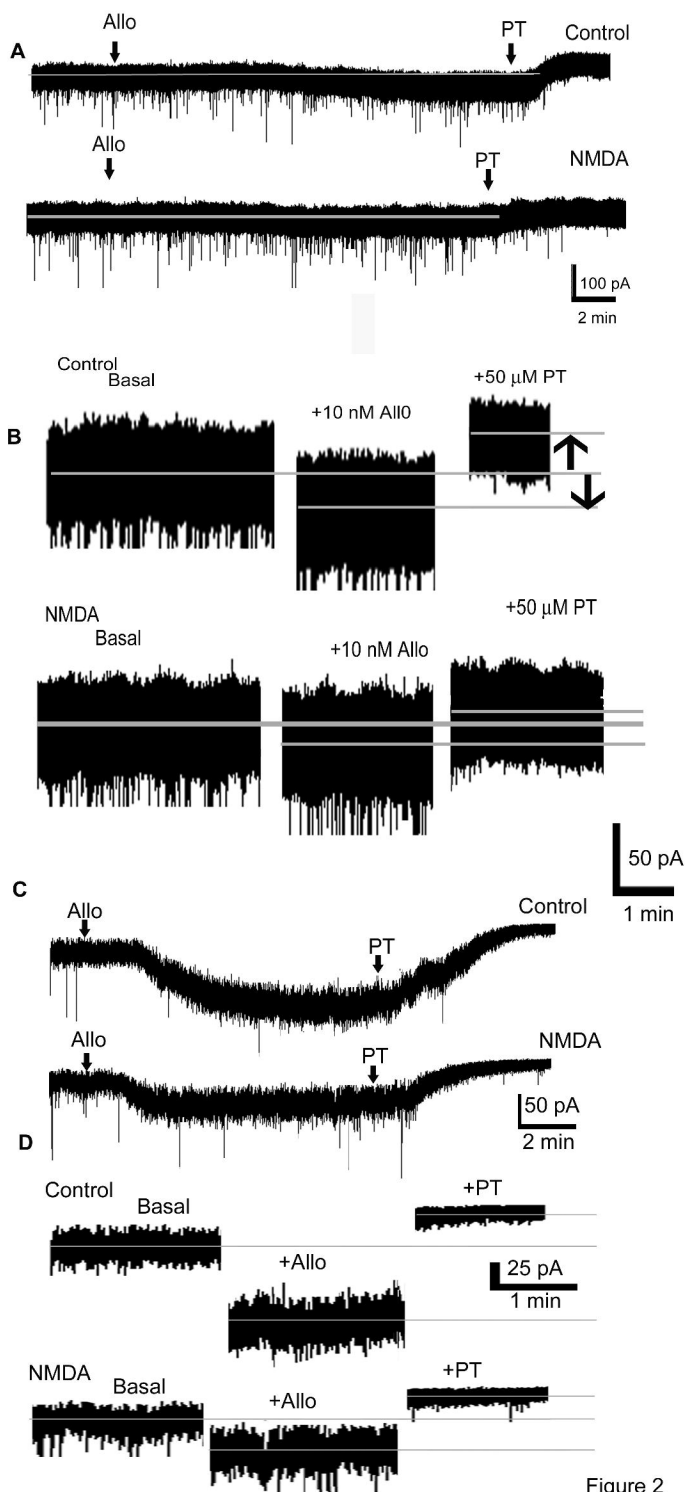 A
Allo
PT
Control
Allo
PT
NMDA
100 pA
2 min
B
Control
Basal
+10 nM All0
+50 μM PT
NMDA
Basal
+10 nM Allo
+50 μM PT
50 pA
1 min
C
Allo
PT
Control
Allo
PT
NMDA
50 pA
2 min
D
Control
Basal
+Allo
+PT
25 pA
1 min
NMDA
Basal
+Allo
+PT
Figure 2